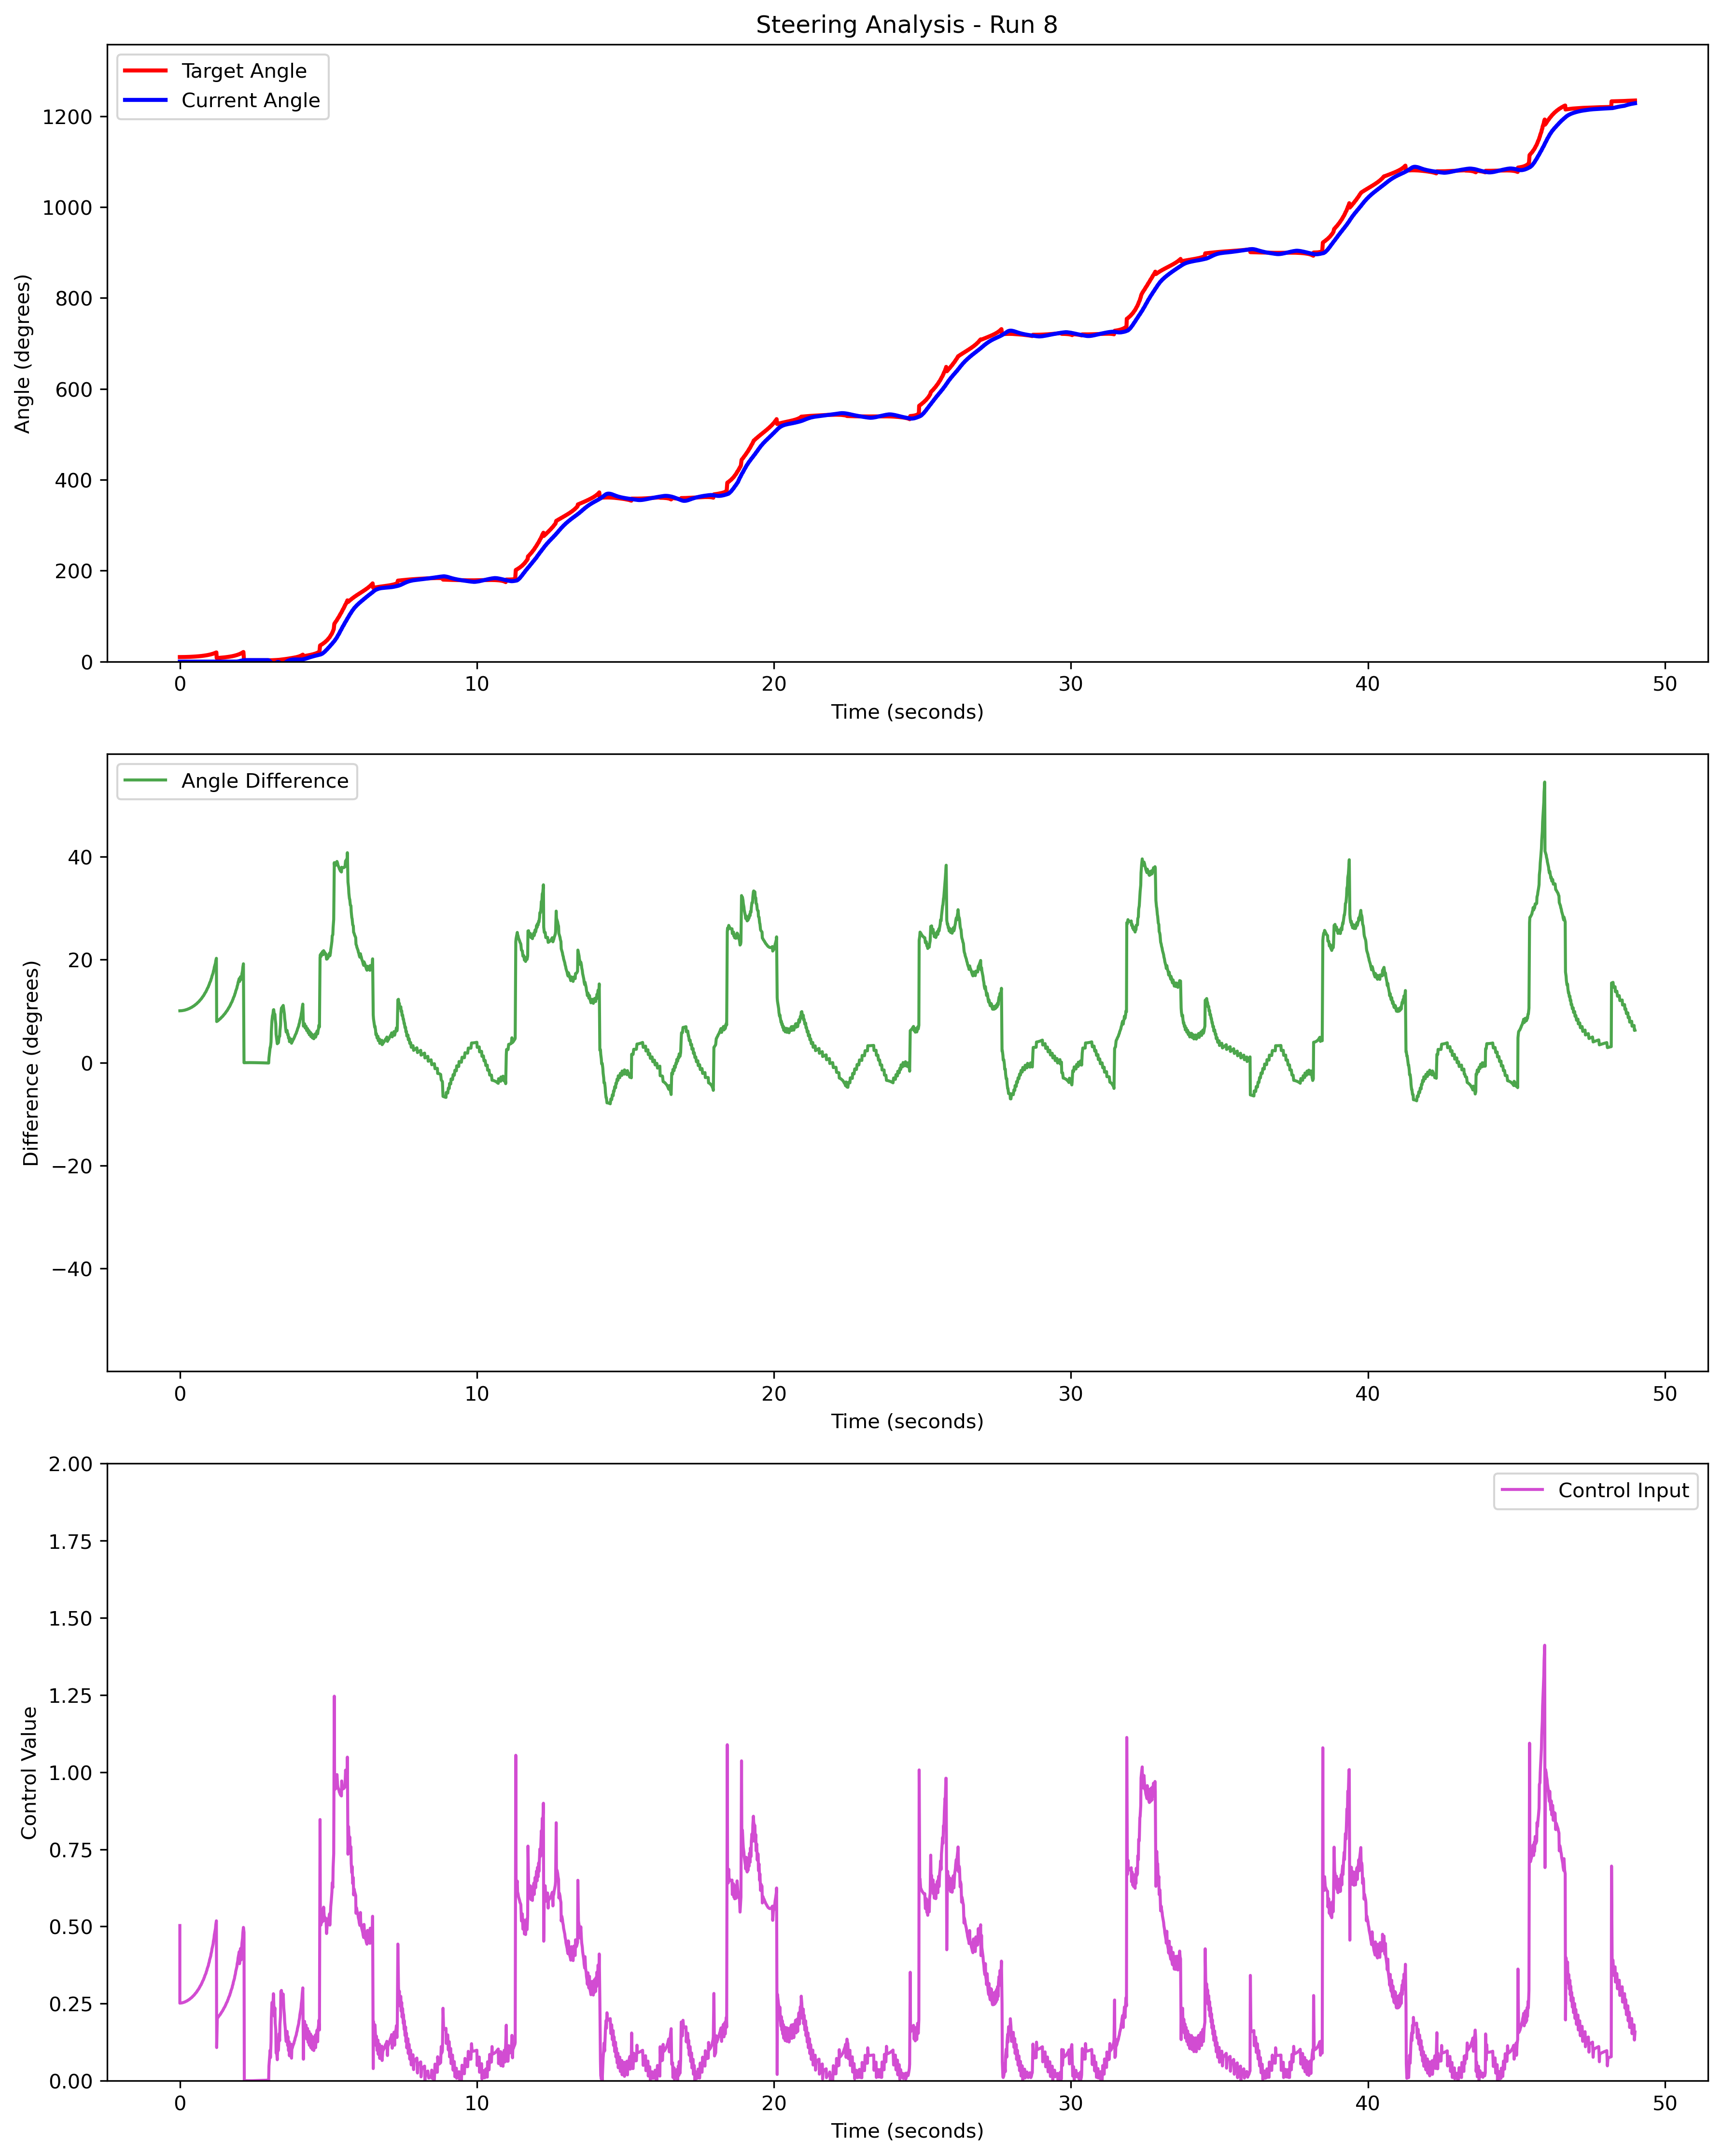 Steering Analysis - Run 8
Target Angle
Current Angle
Angle (degrees)
1200
1000
800
600
400
200
0
0 10 20 30 40 50
Time (seconds)
Angle Difference
Difference (degrees)
40
20
0
−20
−40
0 10 20 30 40 50
Time (seconds)
Control Input
Control Value
2.00
1.75
1.50
1.25
1.00
0.75
0.50
0.25
0.00
0 10 20 30 40 50
Time (seconds)